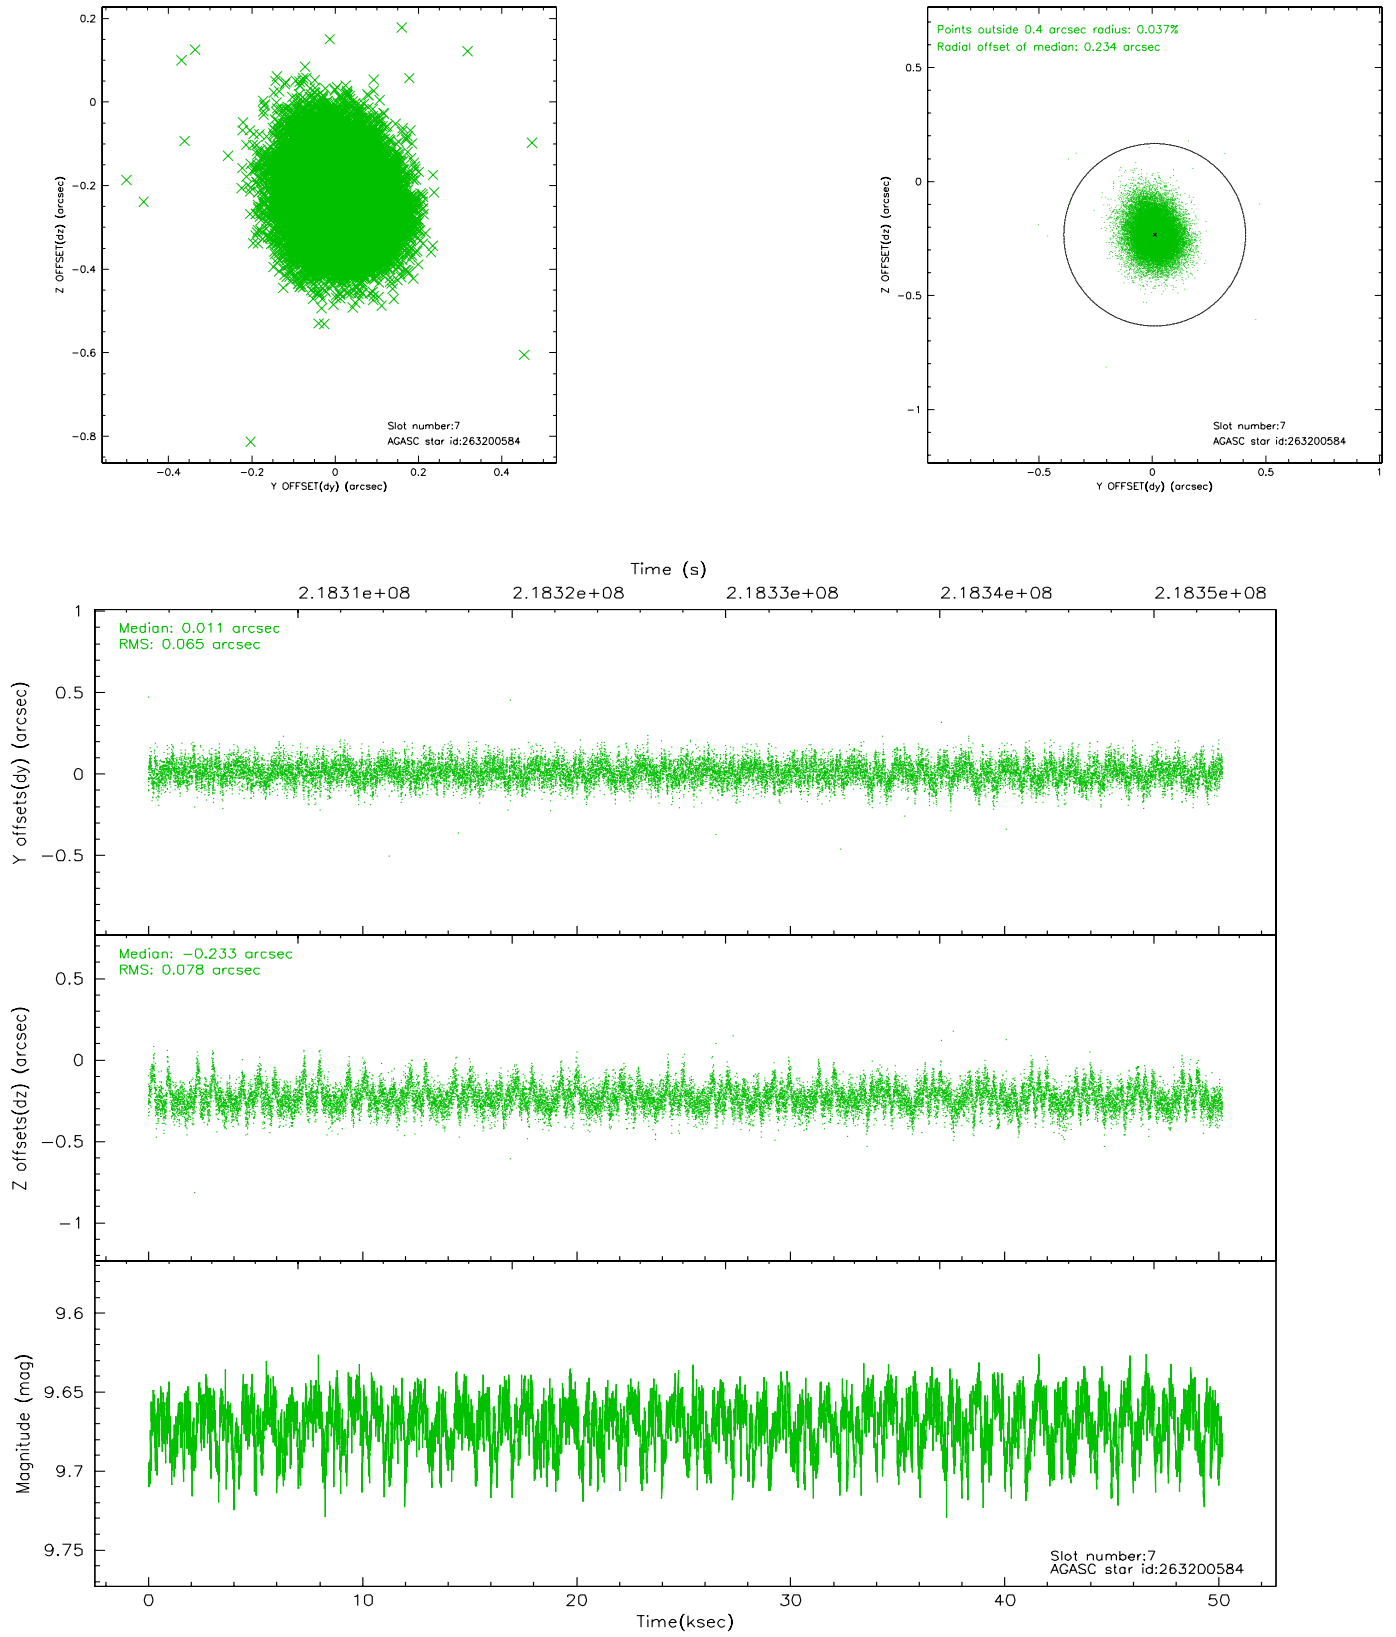 0.2
0
−0.2
−0.4
−0.6
−0.8
Z OFFSET(dz) (arcsec)
Slot number:7
AGASC star id:263200584
−0.4 −0.2 0 0.2 0.4
Y OFFSET(dy) (arcsec)
Points outside 0.4 arcsec radius: 0.037%
Radial offset of median: 0.234 arcsec
0.5
0
−0.5
−1
Z OFFSET(dz) (arcsec)
Slot number:7
AGASC star id:263200584
−0.5 0 0.5 1
Y OFFSET(dy) (arcsec)
Time (s)
2.1831e+08 2.1832e+08 2.1833e+08 2.1834e+08 2.1835e+08
Median: 0.011 arcsec
RMS: 0.065 arcsec
1
0.5
0
−0.5
Y offsets(dy) (arcsec)
Median: −0.233 arcsec
RMS: 0.078 arcsec
0.5
0
−0.5
−1
Z offsets(dz) (arcsec)
9.6
9.65
9.7
9.75
Magnitude (mag)
Slot number:7
AGASC star id:263200584
0 10 20 30 40 50
Time(ksec)